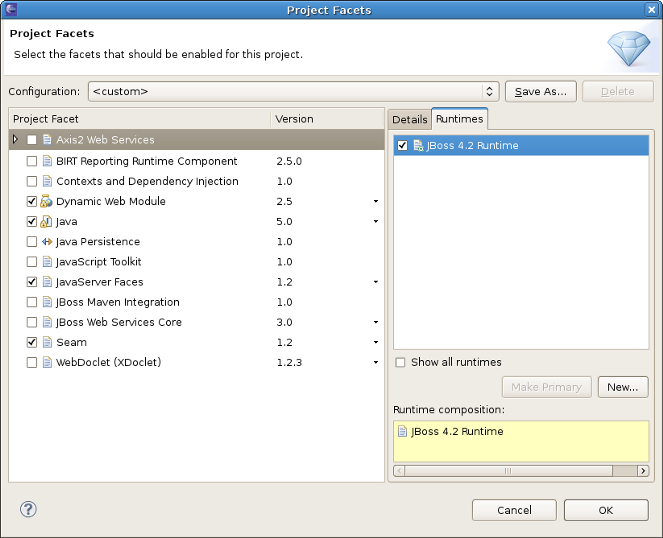 Project Facets
Project Facets
Select the facets that should be enabled for this project.
Configuration: <custom> Save As... Delete
Project Facet Version
Axis2 Web Services
BIRT Reporting Runtime Component 2.5.0
Contexts and Dependency Injection 1.0
Dynamic Web Module 2.5
Java 5.0
Java Persistence 1.0
JavaScript Toolkit 1.0
JavaServer Faces 1.2
JBoss Maven Integration 1.0
JBoss Web Services Core 3.0
Seam 1.2
WebDoclet (XDoclet) 1.2.3
Details Runtimes
JBoss 4.2 Runtime
Show all runtimes
Make Primary New...
Runtime composition:
JBoss 4.2 Runtime
? Cancel OK